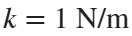 k = 1 N/m